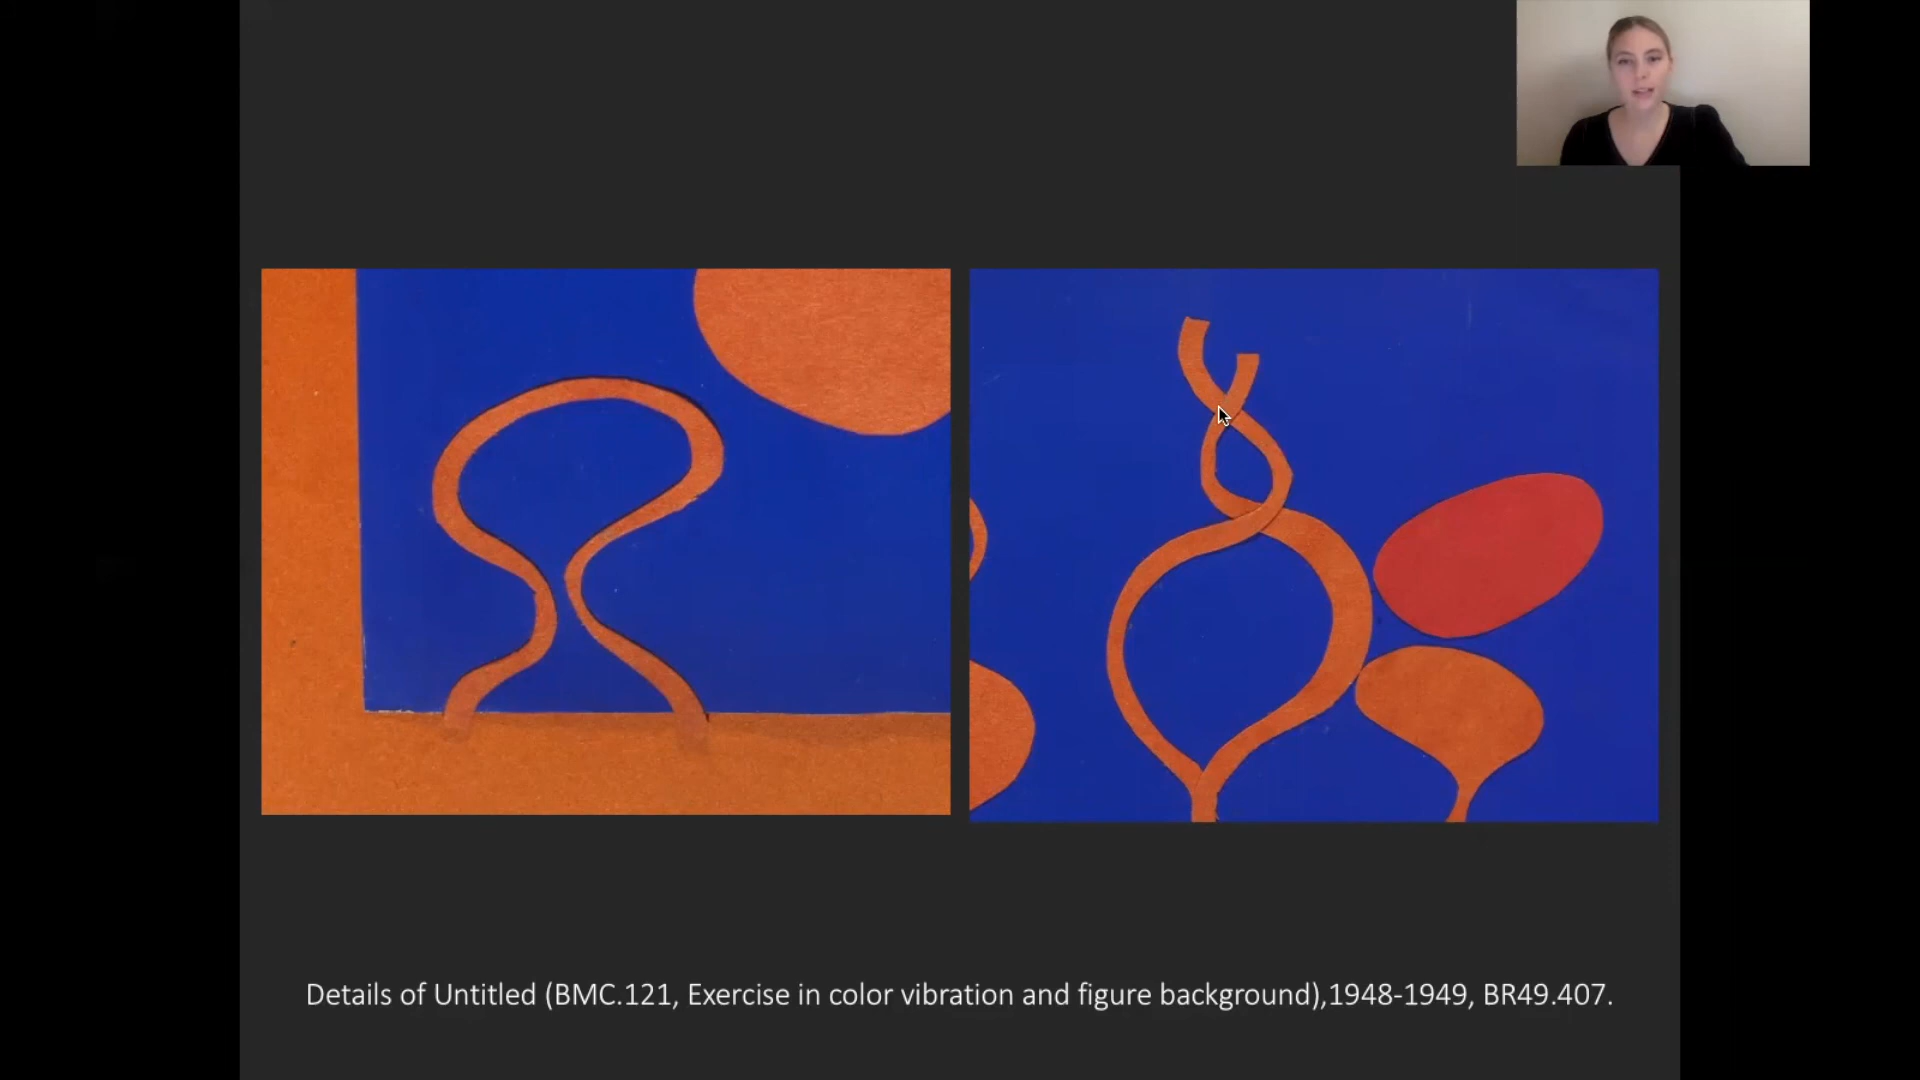 Details of Untitled (BMC.121, Exercise in color vibration and figure background),1948-1949, BR49.407.